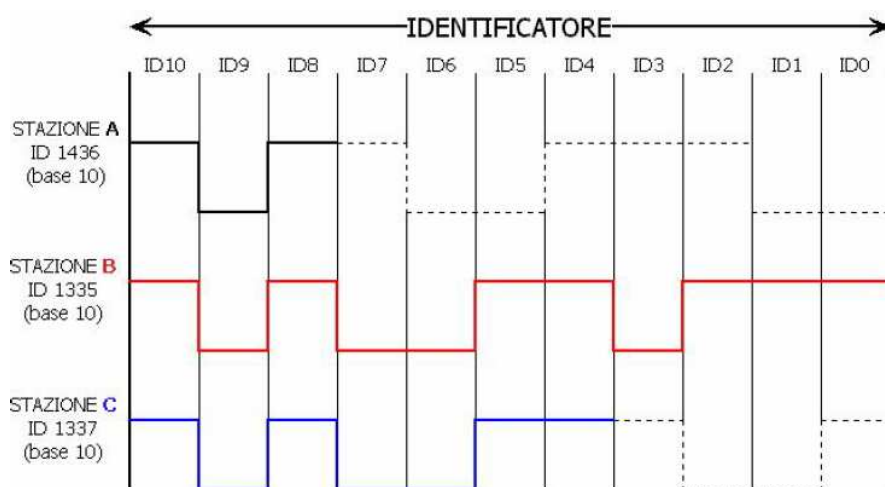 IDENTIFICATORE
ID10 ID9 ID8 ID7 ID6 ID5 ID4 ID3 ID2 ID1 ID0
STAZIONE A
ID 1436
(base 10)
STAZIONE B
ID 1335
(base 10)
STAZIONE C
ID 1337
(base 10)